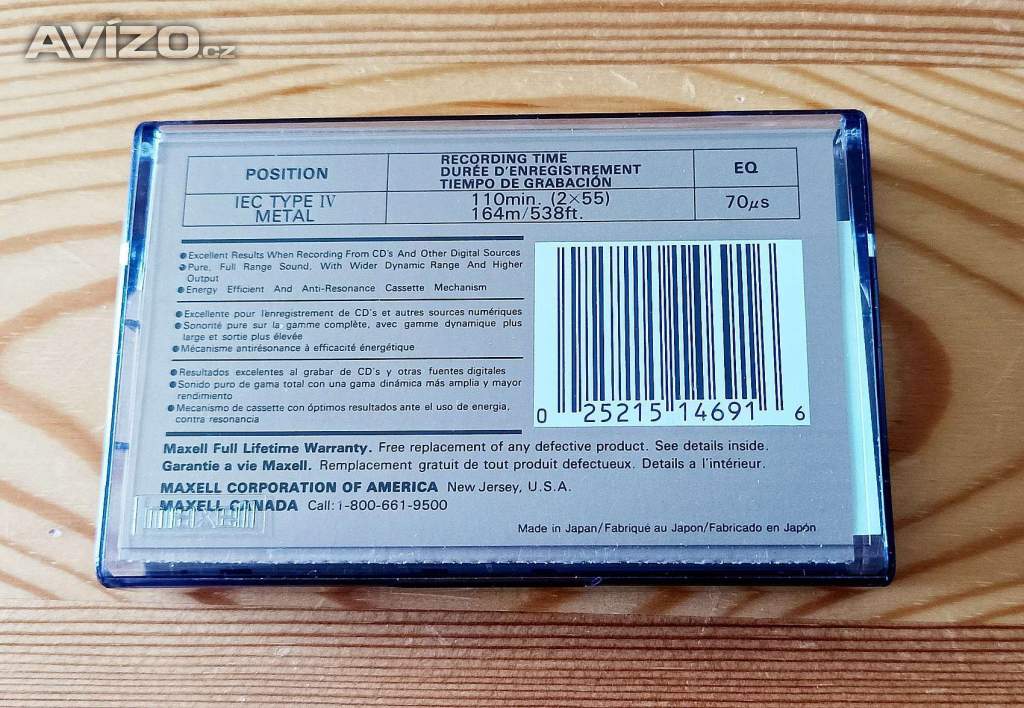 AVÍZO.cz
POSITION
RECORDING TIME
DURÉE D'ENREGISTREMENT
TIEMPO DE GRABACIÓN
EQ
IEC TYPE IV
METAL
110min. (2×55)
164m/538ft.
70µs
●Excellent Results When Recording From CD's And Other Digital Sources
●Pure, Full Range Sound, With Wider Dynamic Range And Higher
Output
●Energy Efficient And Anti-Resonance Cassette Mechanism
●Excellente pour l'enregistrement de CD's et autres sources numériques
●Sonorité pure sur la gamme complète, avec gamme dynamique plus
large et sortie plus élevée
●Mécanisme antirésonance à efficacité énergétique
●Resultados excelentes al grabar de CD's y otras fuentes digitales
●Sonido puro de gama total con una gama dinámica más amplia y mayor
rendimiento
●Mecanismo de cassette con óptimos resultados ante el uso de energia,
contra resonancia
0 25215 14691 6
Maxell Full Lifetime Warranty. Free replacement of any defective product. See details inside.
Garantie a vie Maxell. Remplacement gratuit de tout produit defectueux. Details a l'intérieur.
MAXELL CORPORATION OF AMERICA New Jersey, U.S.A.
MAXELL CANADA Call:1-800-661-9500
maxell
Made in Japan/Fabriqué au Japon/Fabricado en Japón